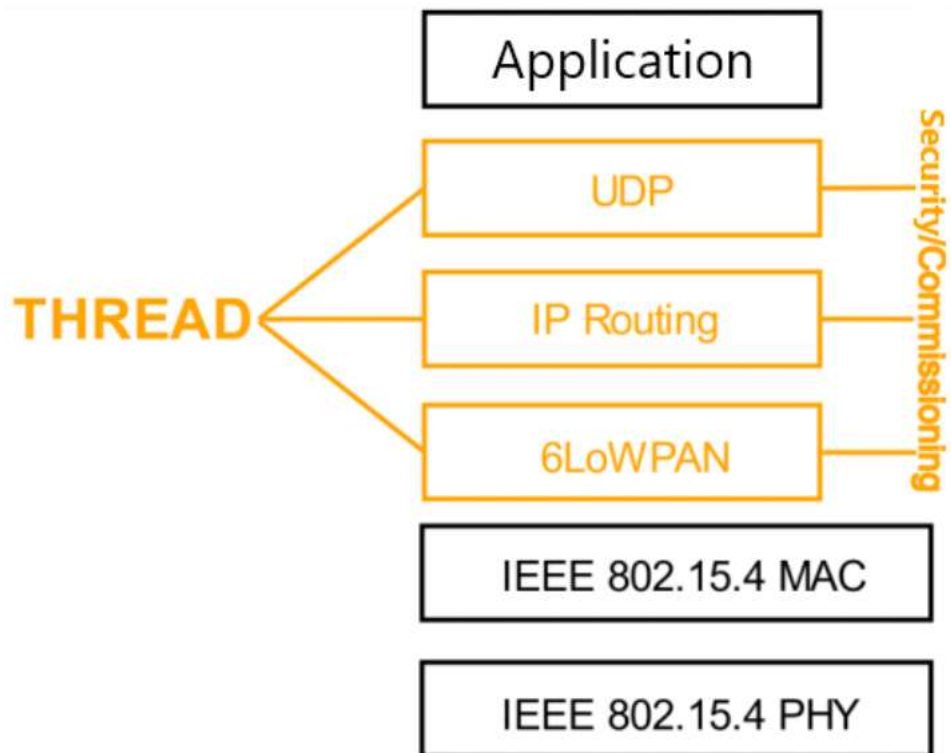 Application
UDP
THREAD
IP Routing
6LoWPAN
Security/Commissioning
IEEE 802.15.4 MAC
IEEE 802.15.4 PHY